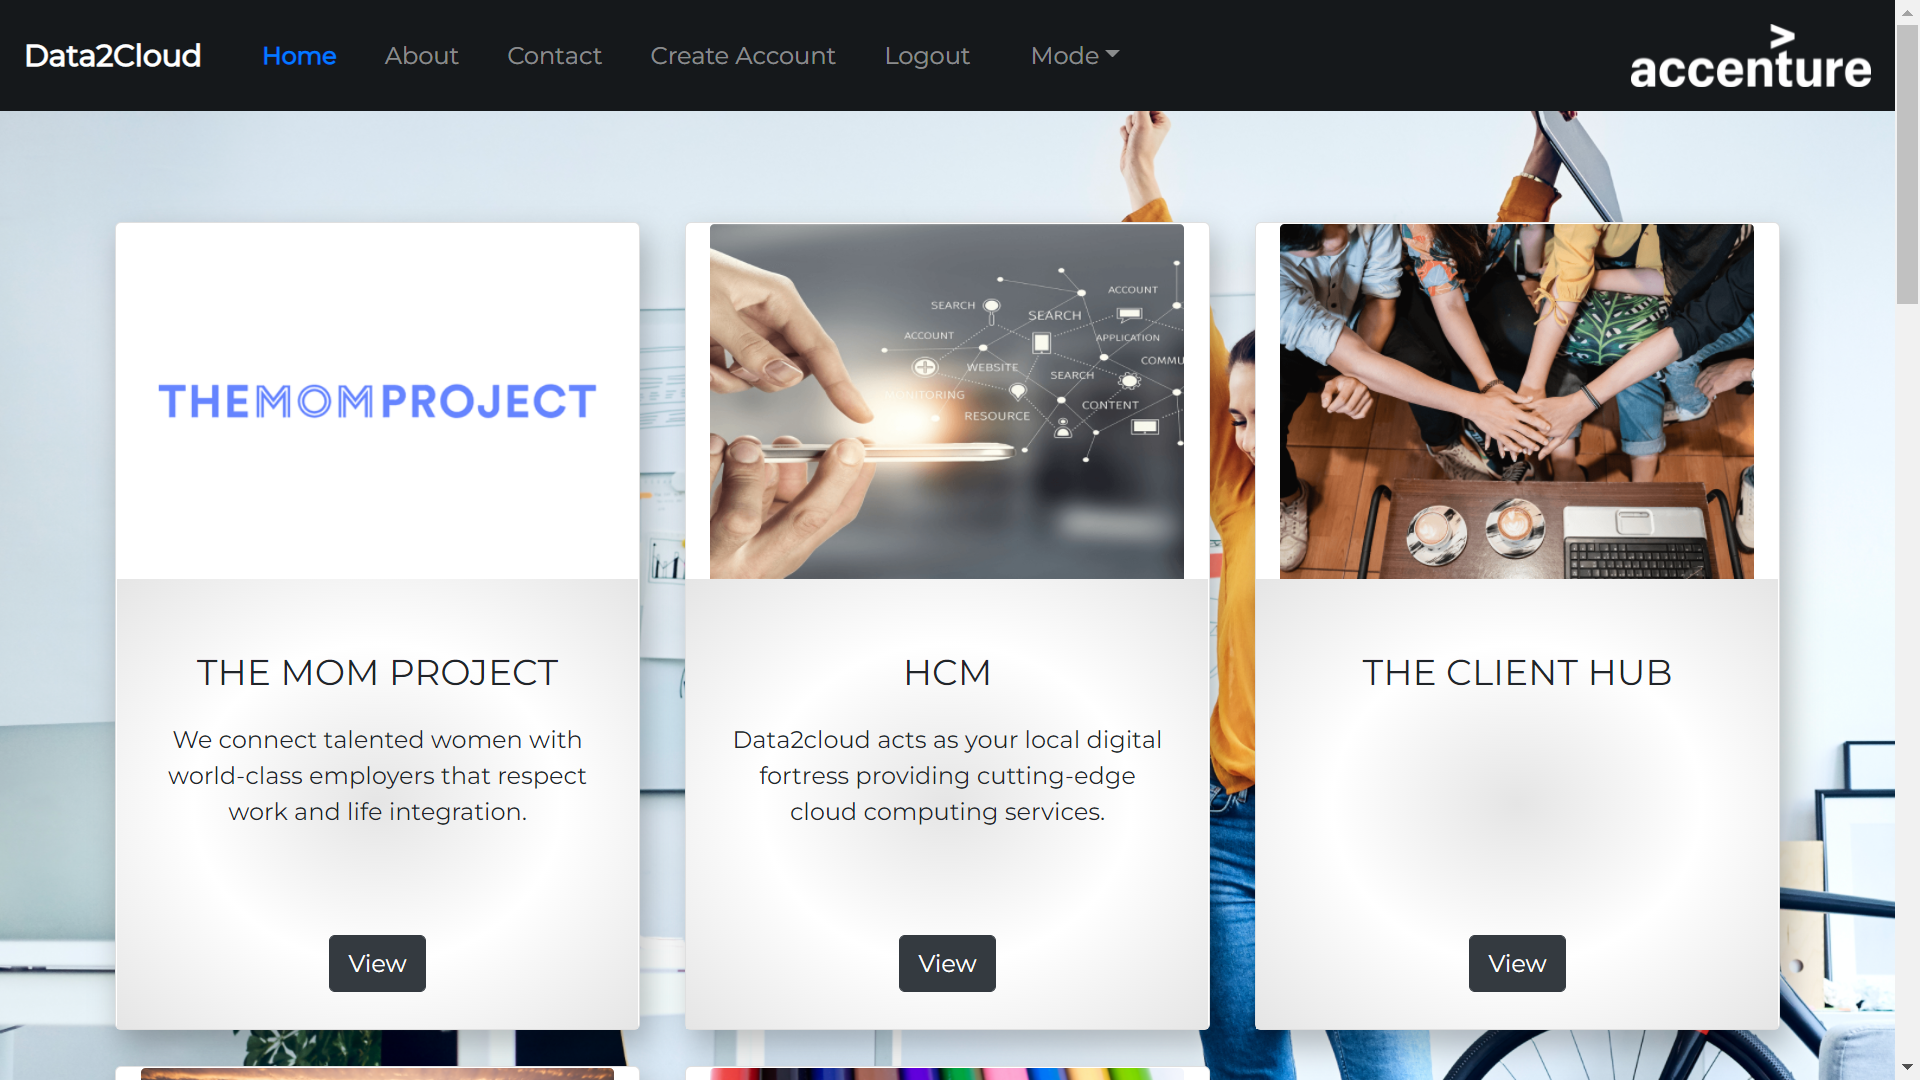 Data2Cloud
Home
About
Contact
Create Account
Logout
Mode
>
accenture
THEMOMPROJECT
SEARCH
ACCOUNT
SEARCH
ACCOUNT
APPLICATION
WEBSITE
COMMU
SEARCH
MONITORING
CONTENT
RESOURCE
THE MOM PROJECT
We connect talented women with
world-class employers that respect
work and life integration.
View
HCM
Data2cloud acts as your local digital
fortress providing cutting-edge
cloud computing services.
View
THE CLIENT HUB
View